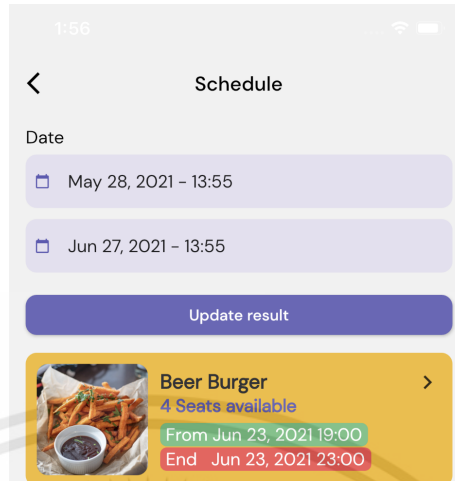 1:56
Schedule
Date
May 28, 2021 - 13:55
Jun 27, 2021 - 13:55
Update result
Beer Burger
4 Seats available
From Jun 23, 2021 19:00
End Jun 23, 2021 23:00